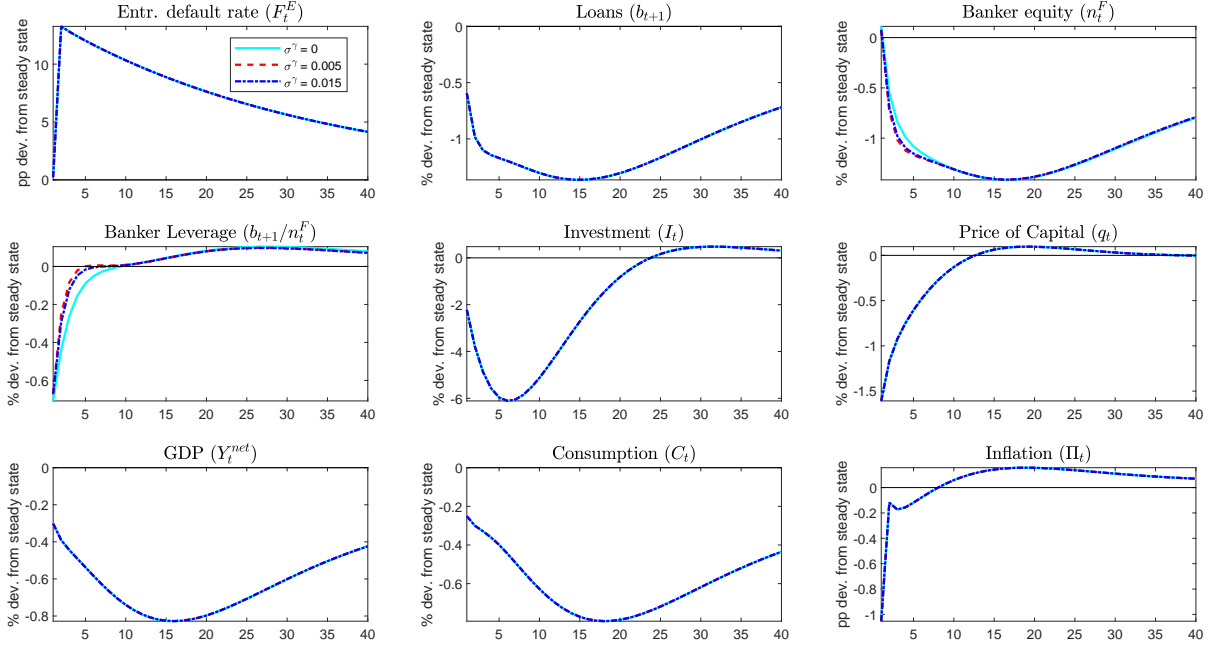 Entr. default rate (F_t^E)
pp dev. from steady state
10
5
0
σ^γ = 0
σ^γ = 0.005
σ^γ = 0.015
5 10 15 20 25 30 35 40
Loans (b_{t+1})
% dev. from steady state
0
-0.5
-1
5 10 15 20 25 30 35 40
Banker equity (n_t^F)
% dev. from steady state
0
-0.5
-1
5 10 15 20 25 30 35 40
Banker Leverage (b_{t+1}/n_t^F)
% dev. from steady state
0
-0.2
-0.4
-0.6
5 10 15 20 25 30 35 40
Investment (I_t)
% dev. from steady state
0
-2
-4
-6
5 10 15 20 25 30 35 40
Price of Capital (q_t)
% dev. from steady state
0
-0.5
-1
-1.5
5 10 15 20 25 30 35 40
GDP (Y_t^{net})
% dev. from steady state
0
-0.2
-0.4
-0.6
-0.8
5 10 15 20 25 30 35 40
Consumption (C_t)
% dev. from steady state
0
-0.2
-0.4
-0.6
5 10 15 20 25 30 35 40
Inflation (Π_t)
pp dev. from steady state
0
-0.2
-0.4
-0.6
-0.8
-1
5 10 15 20 25 30 35 40